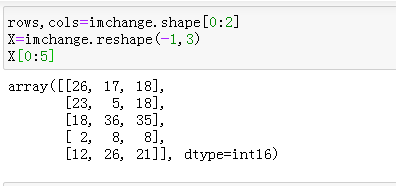 rows,cols=imchange.shape[0:2]
X=imchange.reshape(-1,3)
X[0:5]
array([[26, 17, 18],
       [23,  5, 18],
       [18, 36, 35],
       [ 2,  8,  8],
       [12, 26, 21]], dtype=int16)